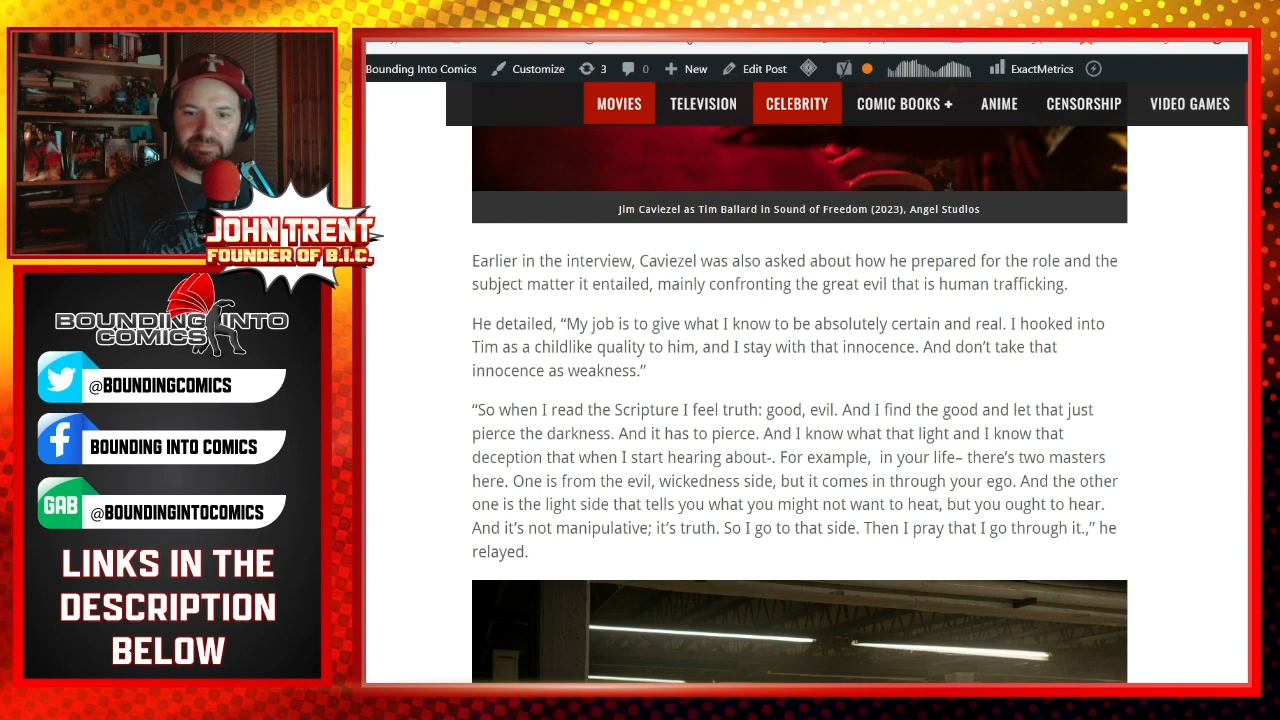 Bounding Into Comics Customize 3 0 New Edit Post ExactMetrics
MOVIES TELEVISION CELEBRITY COMIC BOOKS + ANIME CENSORSHIP VIDEO GAMES
Jim Caviezel as Tim Ballard in Sound of Freedom (2023), Angel Studios
JOHN TRENT
FOUNDER OF B.I.C.
BOUNDING INTO
COMICS
@BOUNDINGCOMICS
BOUNDING INTO COMICS
GAB @BOUNDINGINTOCOMICS
LINKS IN THE
DESCRIPTION
BELOW
Earlier in the interview, Caviezel was also asked about how he prepared for the role and the
subject matter it entailed, mainly confronting the great evil that is human trafficking.
He detailed, “My job is to give what I know to be absolutely certain and real. I hooked into
Tim as a childlike quality to him, and I stay with that innocence. And don’t take that
innocence as weakness.”
“So when I read the Scripture I feel truth: good, evil. And I find the good and let that just
pierce the darkness. And it has to pierce. And I know what that light and I know that
deception that when I start hearing about-. For example,  in your life– there’s two masters
here. One is from the evil, wickedness side, but it comes in through your ego. And the other
one is the light side that tells you what you might not want to heat, but you ought to hear.
And it’s not manipulative; it’s truth. So I go to that side. Then I pray that I go through it.,” he
relayed.